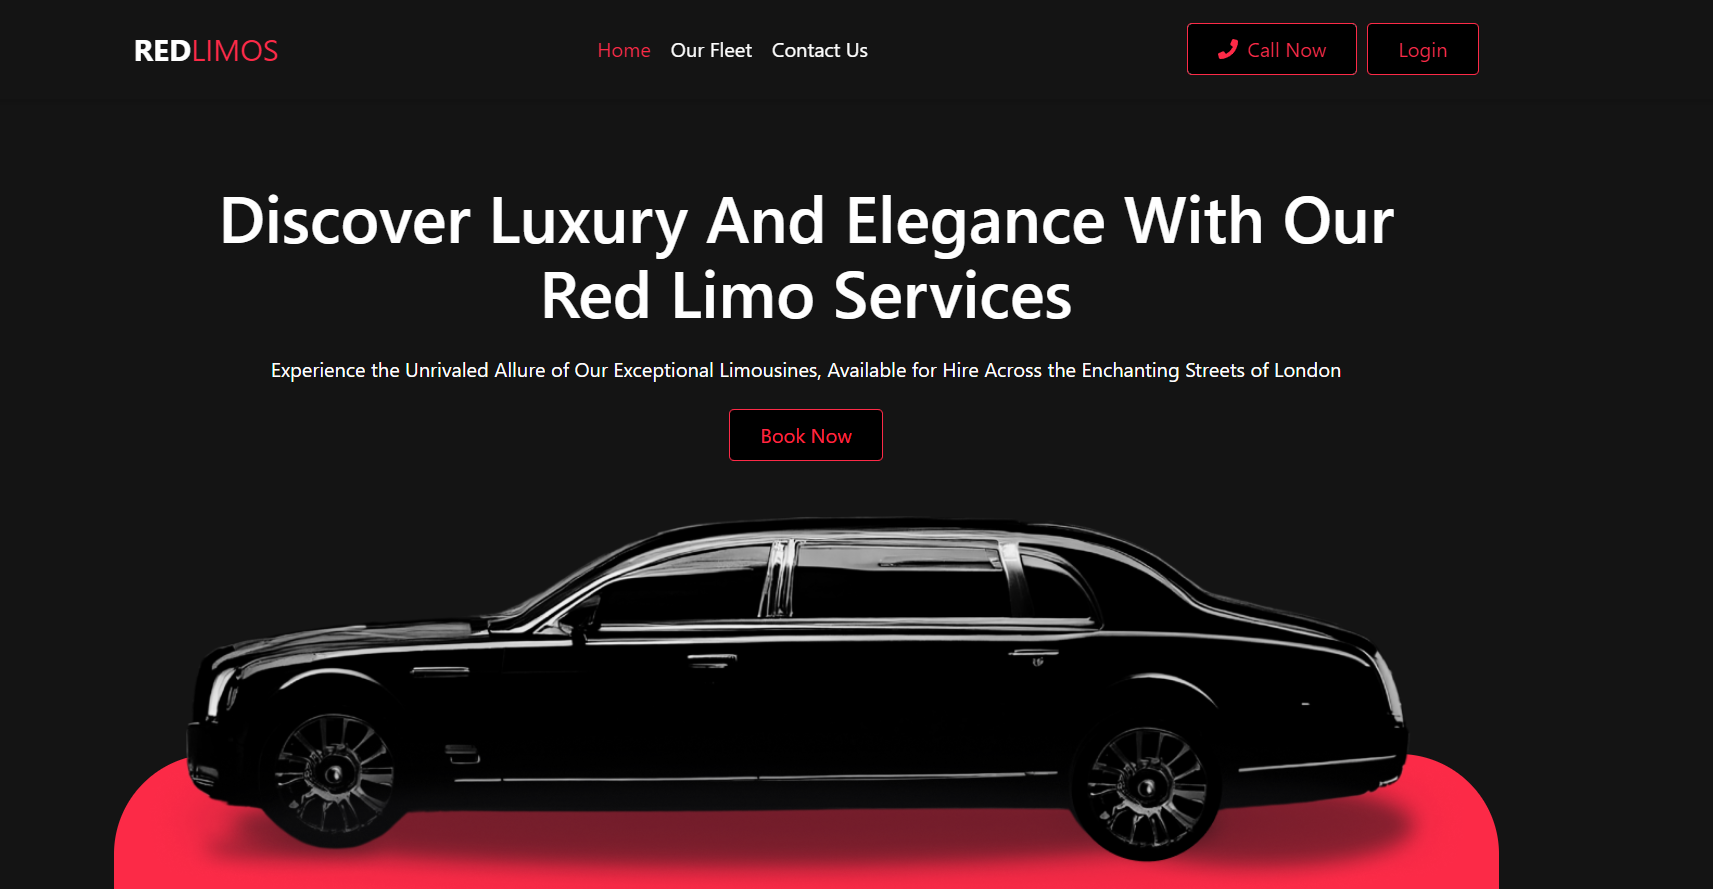 REDLIMOS
Home Our Fleet Contact Us
Call Now Login
Discover Luxury And Elegance With Our
Red Limo Services
Experience the Unrivaled Allure of Our Exceptional Limousines, Available for Hire Across the Enchanting Streets of London
Book Now